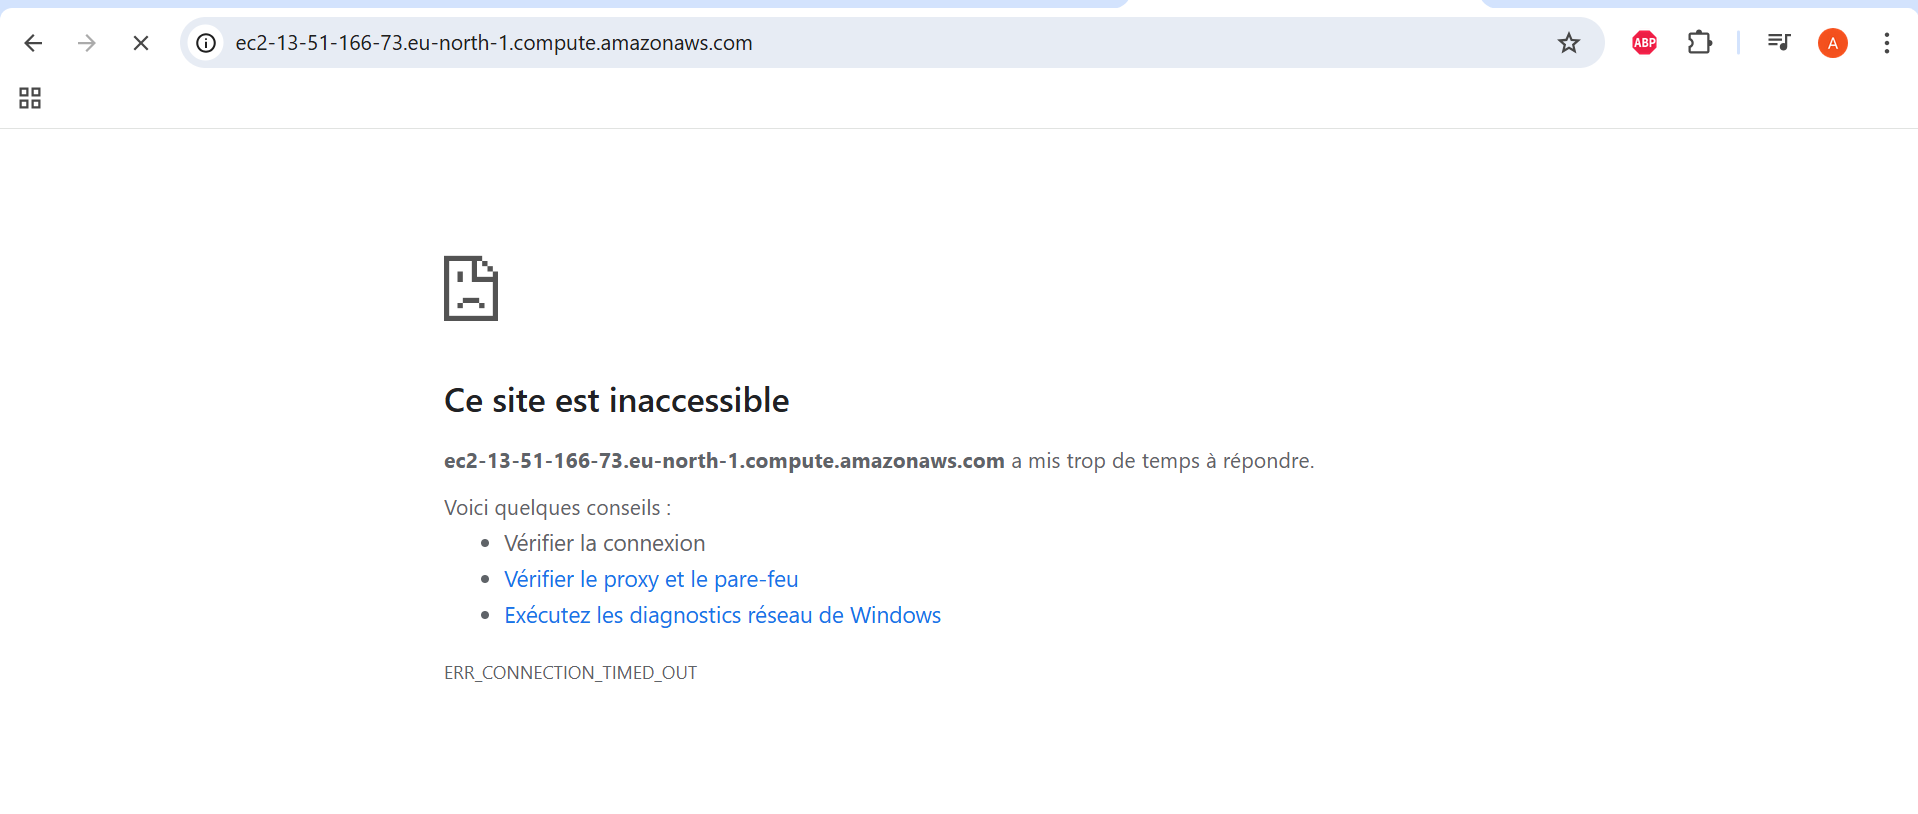 ec2-13-51-166-73.eu-north-1.compute.amazonaws.com
ABP
A
Ce site est inaccessible
ec2-13-51-166-73.eu-north-1.compute.amazonaws.com a mis trop de temps à répondre.
Voici quelques conseils :
Vérifier la connexion
Vérifier le proxy et le pare-feu
Exécutez les diagnostics réseau de Windows
ERR_CONNECTION_TIMED_OUT